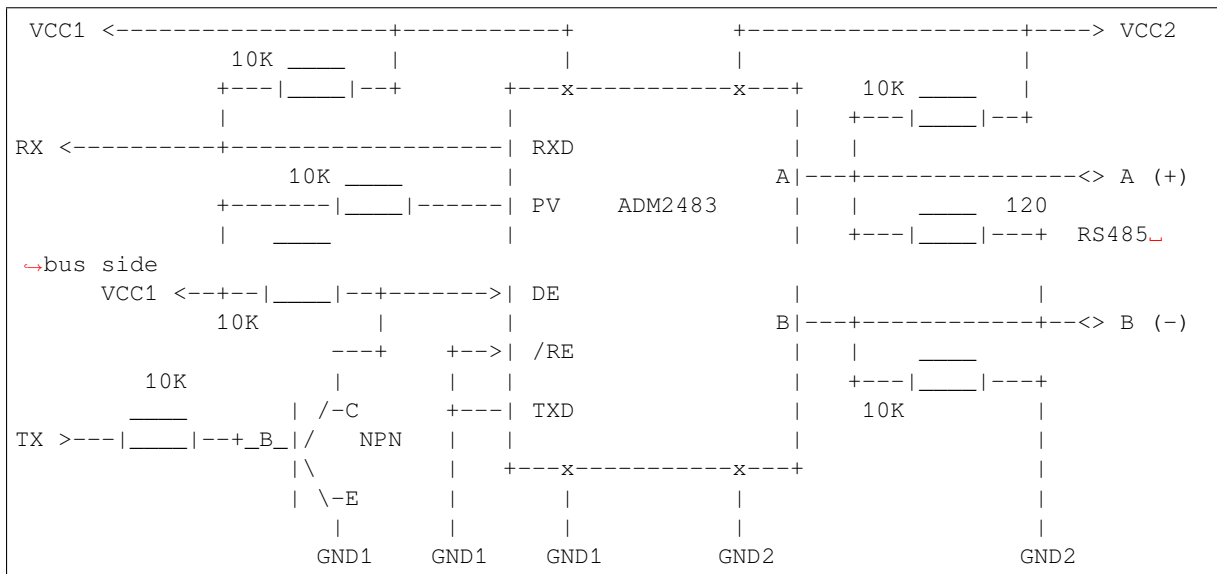 VCC1 <--------------------+------------+           +--------------------+----> VCC2
10K ____ | | | |
+---|____|--+ +---x-----------x---+ 10K ____ |
| | | +---|____|--+
RX <----------+--------------------| RXD | |
10K ____ | A|---+---------------<> A (+)
+-------|____|------| PV ADM2483 | | ____ 120
| ____ | | +---|____|---+ RS485␣
↪bus side
VCC1 <--+--|____|--+------->| DE | |
10K | | B|---+------------+--<> B (-)
---+ +-->| /RE | | ____
10K | | | | +---|____|---+
____ | /-C +---| TXD | 10K |
TX >---|____|--+_B_|/ NPN | | | |
|\ | +---x-----------x---+ |
| \-E | | | |
| | | | |
GND1 GND1 GND1 GND2 GND2